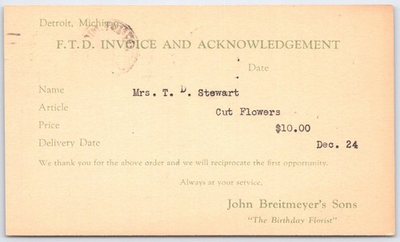 Detroit, Michigan
F.T.D. INVOICE AND ACKNOWLEDGEMENT
Date
Name Mrs. T. D. Stewart
Article Cut Flowers
Price $10.00
Delivery Date Dec. 24
We thank you for the above order and we will reciprocate the first opportunity.
Always at your service,
John Breitmeyer's Sons
"The Birthday Florist"